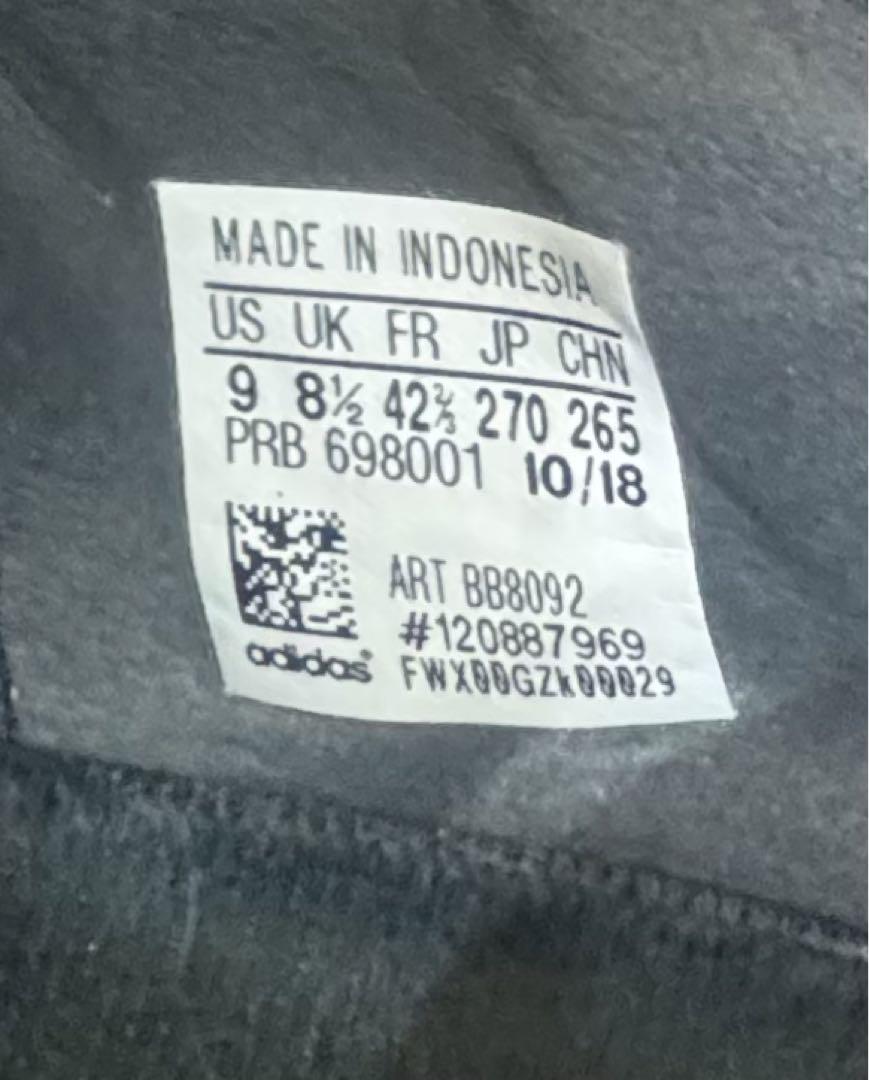 MADE IN INDONESIA
US UK FR JP CHN
9 8½ 42⅔ 270 265
PRB 698001 10/18
ART BB8092
#120887969
adidas® FWX00GZk00029